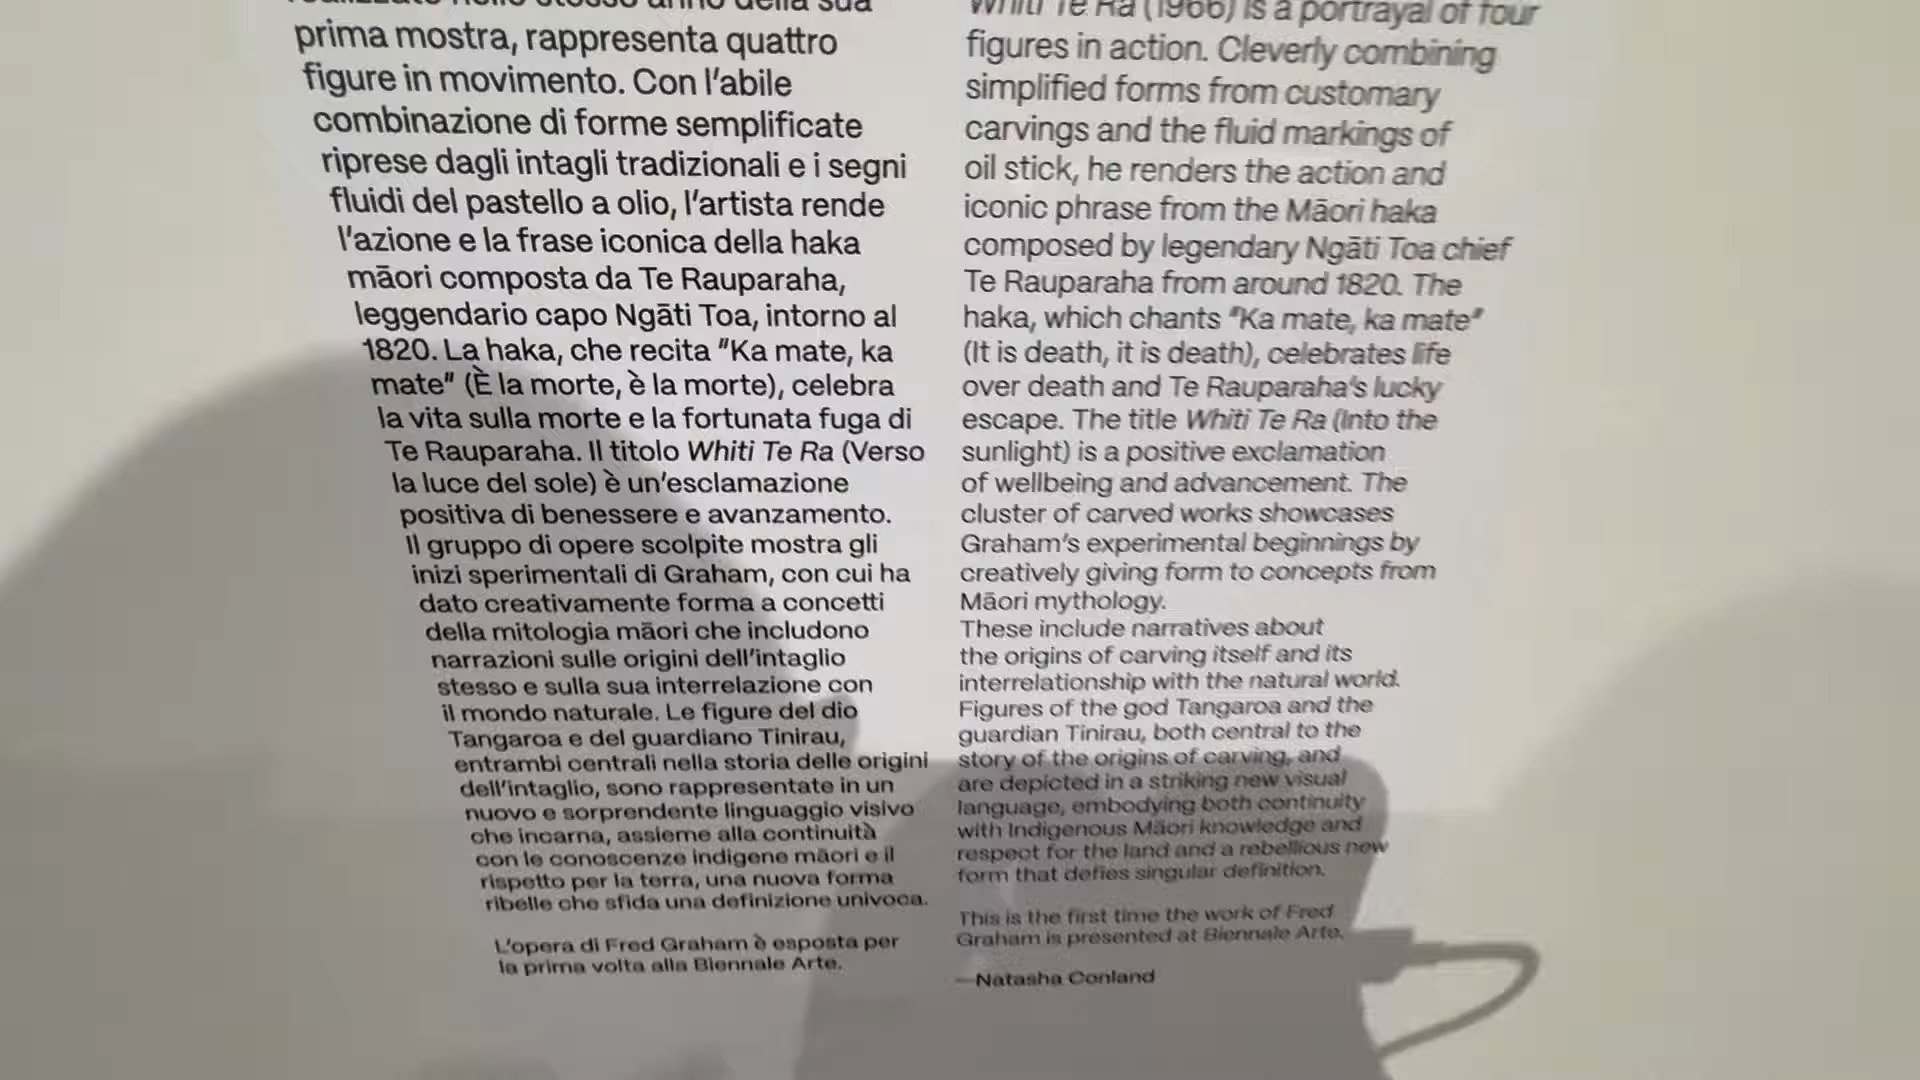 realizzato nello stesso anno della sua
prima mostra, rappresenta quattro
figure in movimento. Con l'abile
combinazione di forme semplificate
riprese dagli intagli tradizionali e i segni
fluidi del pastello a olio, l'artista rende
l'azione e la frase iconica della haka
māori composta da Te Rauparaha,
leggendario capo Ngāti Toa, intorno al
1820. La haka, che recita "Ka mate, ka
mate" (È la morte, è la morte), celebra
la vita sulla morte e la fortunata fuga di
Te Rauparaha. Il titolo Whiti Te Ra (Verso
la luce del sole) è un'esclamazione
positiva di benessere e avanzamento.
Il gruppo di opere scolpite mostra gli
inizi sperimentali di Graham, con cui ha
dato creativamente forma a concetti
della mitologia māori che includono
narrazioni sulle origini dell'intaglio
stesso e sulla sua interrelazione con
il mondo naturale. Le figure del dio
Tangaroa e del guardiano Tinirau,
entrambi centrali nella storia delle origini
dell'intaglio, sono rappresentate in un
nuovo e sorprendente linguaggio visivo
che incarna, assieme alla continuità
con le conoscenze indigene māori e il
rispetto per la terra, una nuova forma
ribelle che sfida una definizione univoca.
L'opera di Fred Graham è esposta per
la prima volta alla Biennale Arte.
Whiti Te Ra (1966) is a portrayal of four
figures in action. Cleverly combining
simplified forms from customary
carvings and the fluid markings of
oil stick, he renders the action and
iconic phrase from the Māori haka
composed by legendary Ngāti Toa chief
Te Rauparaha from around 1820. The
haka, which chants "Ka mate, ka mate"
(It is death, it is death), celebrates life
over death and Te Rauparaha's lucky
escape. The title Whiti Te Ra (Into the
sunlight) is a positive exclamation
of wellbeing and advancement. The
cluster of carved works showcases
Graham's experimental beginnings by
creatively giving form to concepts from
Māori mythology.
These include narratives about
the origins of carving itself and its
interrelationship with the natural world.
Figures of the god Tangaroa and the
guardian Tinirau, both central to the
story of the origins of carving, and
are depicted in a striking new visual
language, embodying both continuity
with Indigenous Māori knowledge and
respect for the land and a rebellious new
form that defies singular definition.
This is the first time the work of Fred
Graham is presented at Biennale Arte.
—Natasha Conland